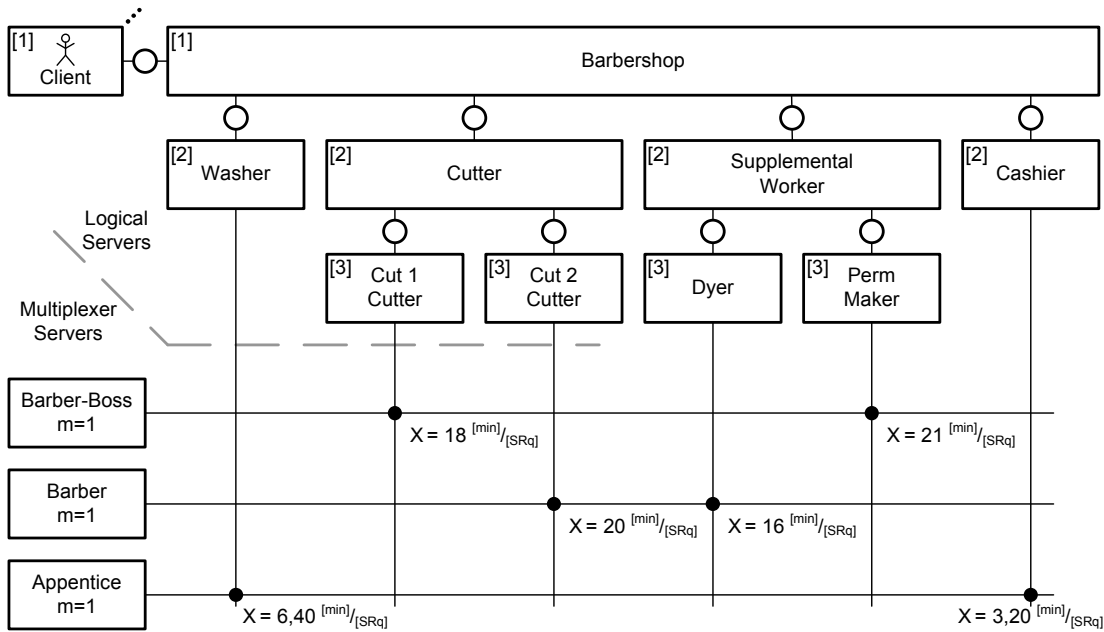 [1]
Client
[1]
Barbershop
[2]
Washer
[2]
Cutter
[2]
Supplemental
Worker
[2]
Cashier
Logical
Servers
Multiplexer
Servers
[3]
Cut 1
Cutter
[3]
Cut 2
Cutter
[3]
Dyer
[3]
Perm
Maker
Barber-Boss
m=1
X = 18 [min]/[SRq]
X = 21 [min]/[SRq]
Barber
m=1
X = 20 [min]/[SRq]
X = 16 [min]/[SRq]
Appentice
m=1
X = 6,40 [min]/[SRq]
X = 3,20 [min]/[SRq]